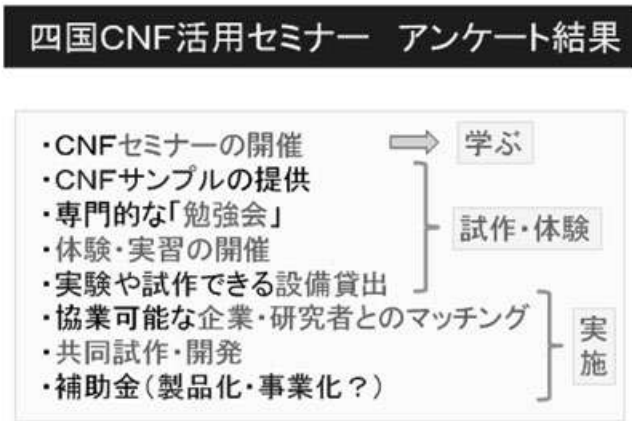 四国CNF活用セミナー アンケート結果
・CNFセミナーの開催
学ぶ
・CNFサンプルの提供
・専門的な「勉強会」
・体験・実習の開催
・実験や試作できる設備貸出
試作・体験
・協業可能な企業・研究者とのマッチング
・共同試作・開発
・補助金（製品化・事業化？）
実施